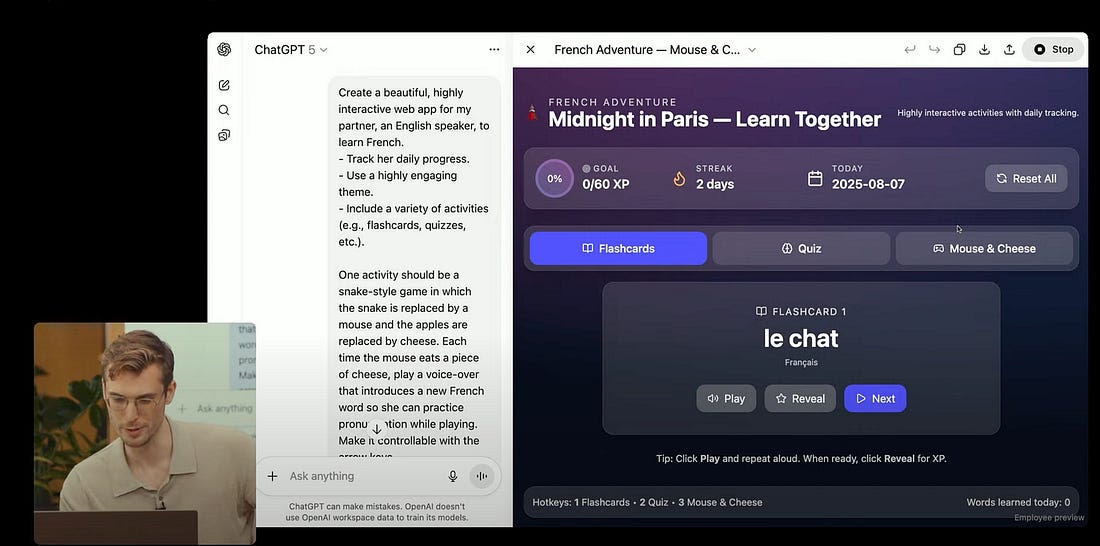 ChatGPT 5
Create a beautiful, highly
interactive web app for my
partner, an English speaker, to
learn French.
- Track her daily progress.
- Use a highly engaging
theme.
- Include a variety of activities
(e.g., flashcards, quizzes,
etc.).
One activity should be a
snake-style game in which
the snake is replaced by a
mouse and the apples are
replaced by cheese. Each
time the mouse eats a piece
of cheese, play a voice-over
that introduces a new French
word so she can practice
while playing.
Make it controllable with the
Ask anything
ChatGPT can make mistakes. OpenAI doesn't
use OpenAI workspace data to train its models.
French Adventure — Mouse & C...
Stop
FRENCH ADVENTURE
Midnight in Paris — Learn Together
Highly interactive activities with daily tracking.
0%
GOAL
0/60 XP
STREAK
2 days
TODAY
2025-08-07
Reset All
Flashcards
Quiz
Mouse & Cheese
FLASHCARD 1
le chat
Français
Play
Reveal
Next
Tip: Click Play and repeat aloud. When ready, click Reveal for XP.
Hotkeys: 1 Flashcards • 2 Quiz • 3 Mouse & Cheese
Words learned today: 0
Employee preview
Ask anything